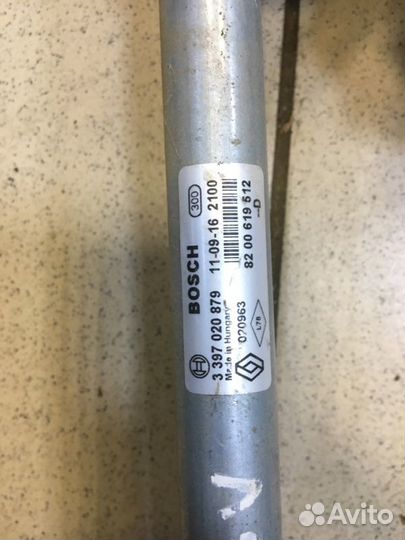 300
BOSCH 11-09-16 2100
3 397 020 879
Made in Hungary
82 00 619 512
--D
020963
L78
Avito